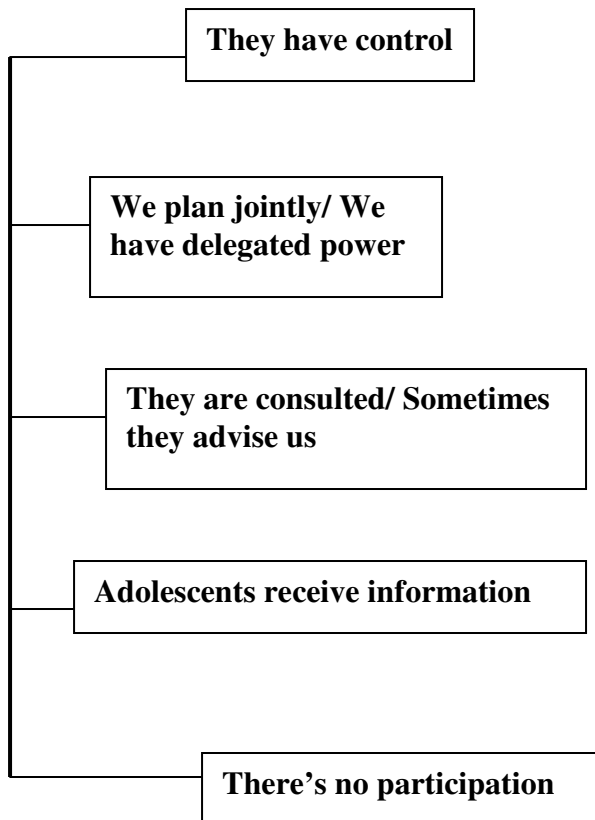 They have control
We plan jointly/ We
have delegated power
They are consulted/ Sometimes
they advise us
Adolescents receive information
There's no participation